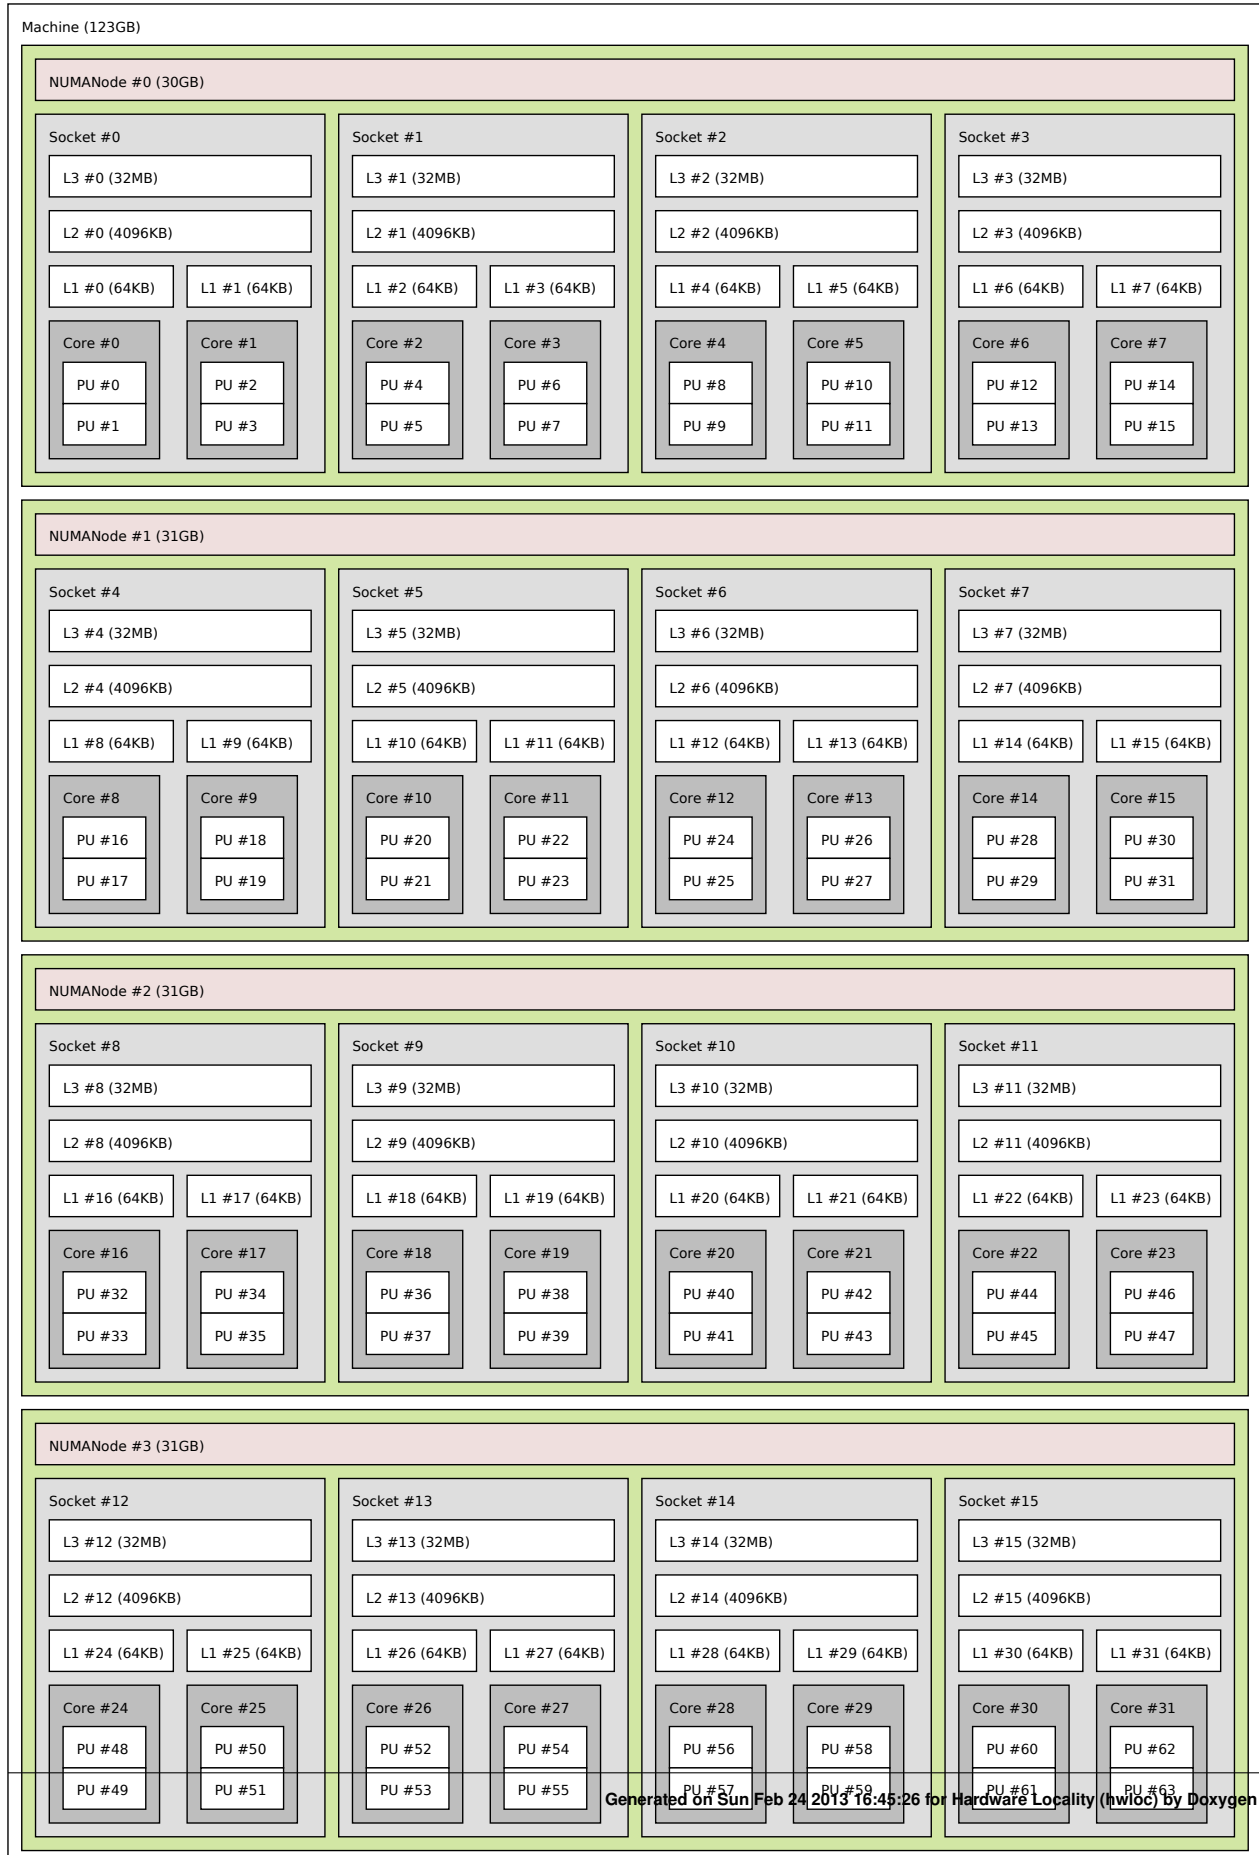 Machine (123GB)
NUMANode #0 (30GB)
Socket #0 Socket #1 Socket #2 Socket #3
L3 #0 (32MB) L3 #1 (32MB) L3 #2 (32MB) L3 #3 (32MB)
L2 #0 (4096KB) L2 #1 (4096KB) L2 #2 (4096KB) L2 #3 (4096KB)
L1 #0 (64KB) L1 #1 (64KB) L1 #2 (64KB) L1 #3 (64KB) L1 #4 (64KB) L1 #5 (64KB) L1 #6 (64KB) L1 #7 (64KB)
Core #0 Core #1 Core #2 Core #3 Core #4 Core #5 Core #6 Core #7
PU #0 PU #2 PU #4 PU #6 PU #8 PU #10 PU #12 PU #14
PU #1 PU #3 PU #5 PU #7 PU #9 PU #11 PU #13 PU #15
NUMANode #1 (31GB)
Socket #4 Socket #5 Socket #6 Socket #7
L3 #4 (32MB) L3 #5 (32MB) L3 #6 (32MB) L3 #7 (32MB)
L2 #4 (4096KB) L2 #5 (4096KB) L2 #6 (4096KB) L2 #7 (4096KB)
L1 #8 (64KB) L1 #9 (64KB) L1 #10 (64KB) L1 #11 (64KB) L1 #12 (64KB) L1 #13 (64KB) L1 #14 (64KB) L1 #15 (64KB)
Core #8 Core #9 Core #10 Core #11 Core #12 Core #13 Core #14 Core #15
PU #16 PU #18 PU #20 PU #22 PU #24 PU #26 PU #28 PU #30
PU #17 PU #19 PU #21 PU #23 PU #25 PU #27 PU #29 PU #31
NUMANode #2 (31GB)
Socket #8 Socket #9 Socket #10 Socket #11
L3 #8 (32MB) L3 #9 (32MB) L3 #10 (32MB) L3 #11 (32MB)
L2 #8 (4096KB) L2 #9 (4096KB) L2 #10 (4096KB) L2 #11 (4096KB)
L1 #16 (64KB) L1 #17 (64KB) L1 #18 (64KB) L1 #19 (64KB) L1 #20 (64KB) L1 #21 (64KB) L1 #22 (64KB) L1 #23 (64KB)
Core #16 Core #17 Core #18 Core #19 Core #20 Core #21 Core #22 Core #23
PU #32 PU #34 PU #36 PU #38 PU #40 PU #42 PU #44 PU #46
PU #33 PU #35 PU #37 PU #39 PU #41 PU #43 PU #45 PU #47
NUMANode #3 (31GB)
Socket #12 Socket #13 Socket #14 Socket #15
L3 #12 (32MB) L3 #13 (32MB) L3 #14 (32MB) L3 #15 (32MB)
L2 #12 (4096KB) L2 #13 (4096KB) L2 #14 (4096KB) L2 #15 (4096KB)
L1 #24 (64KB) L1 #25 (64KB) L1 #26 (64KB) L1 #27 (64KB) L1 #28 (64KB) L1 #29 (64KB) L1 #30 (64KB) L1 #31 (64KB)
Core #24 Core #25 Core #26 Core #27 Core #28 Core #29 Core #30 Core #31
PU #48 PU #50 PU #52 PU #54 PU #56 PU #58 PU #60 PU #62
PU #49 PU #51 PU #53 PU #55 PU #57 PU #59 PU #61 PU #63
Generated on Sun Feb 24 2013 16:45:26 for Hardware Locality (hwloc) by Doxygen